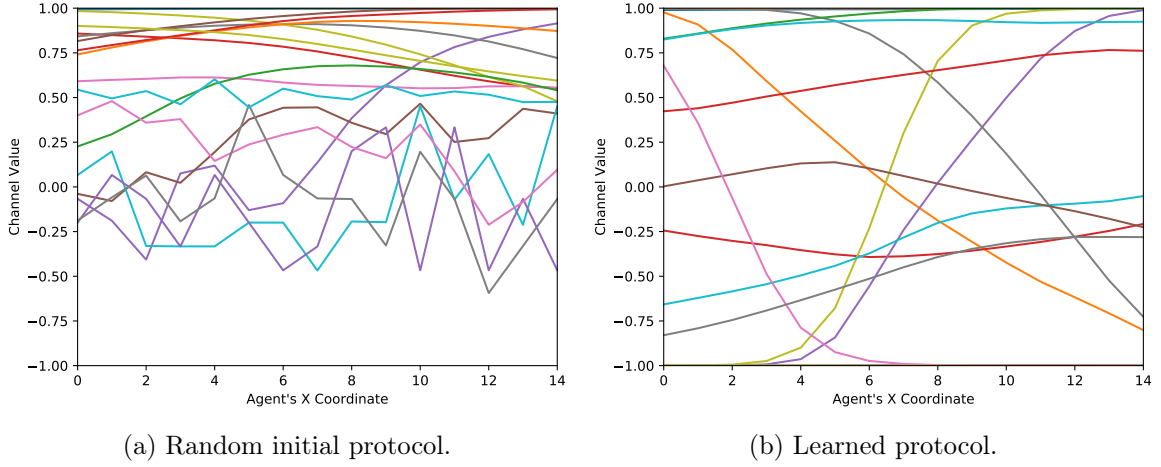 1.00
0.75
0.50
0.25
0.00
−0.25
−0.50
−0.75
−1.00
Channel Value
0 2 4 6 8 10 12 14
Agent's X Coordinate
(a) Random initial protocol.
1.00
0.75
0.50
0.25
0.00
−0.25
−0.50
−0.75
−1.00
Channel Value
0 2 4 6 8 10 12 14
Agent's X Coordinate
(b) Learned protocol.